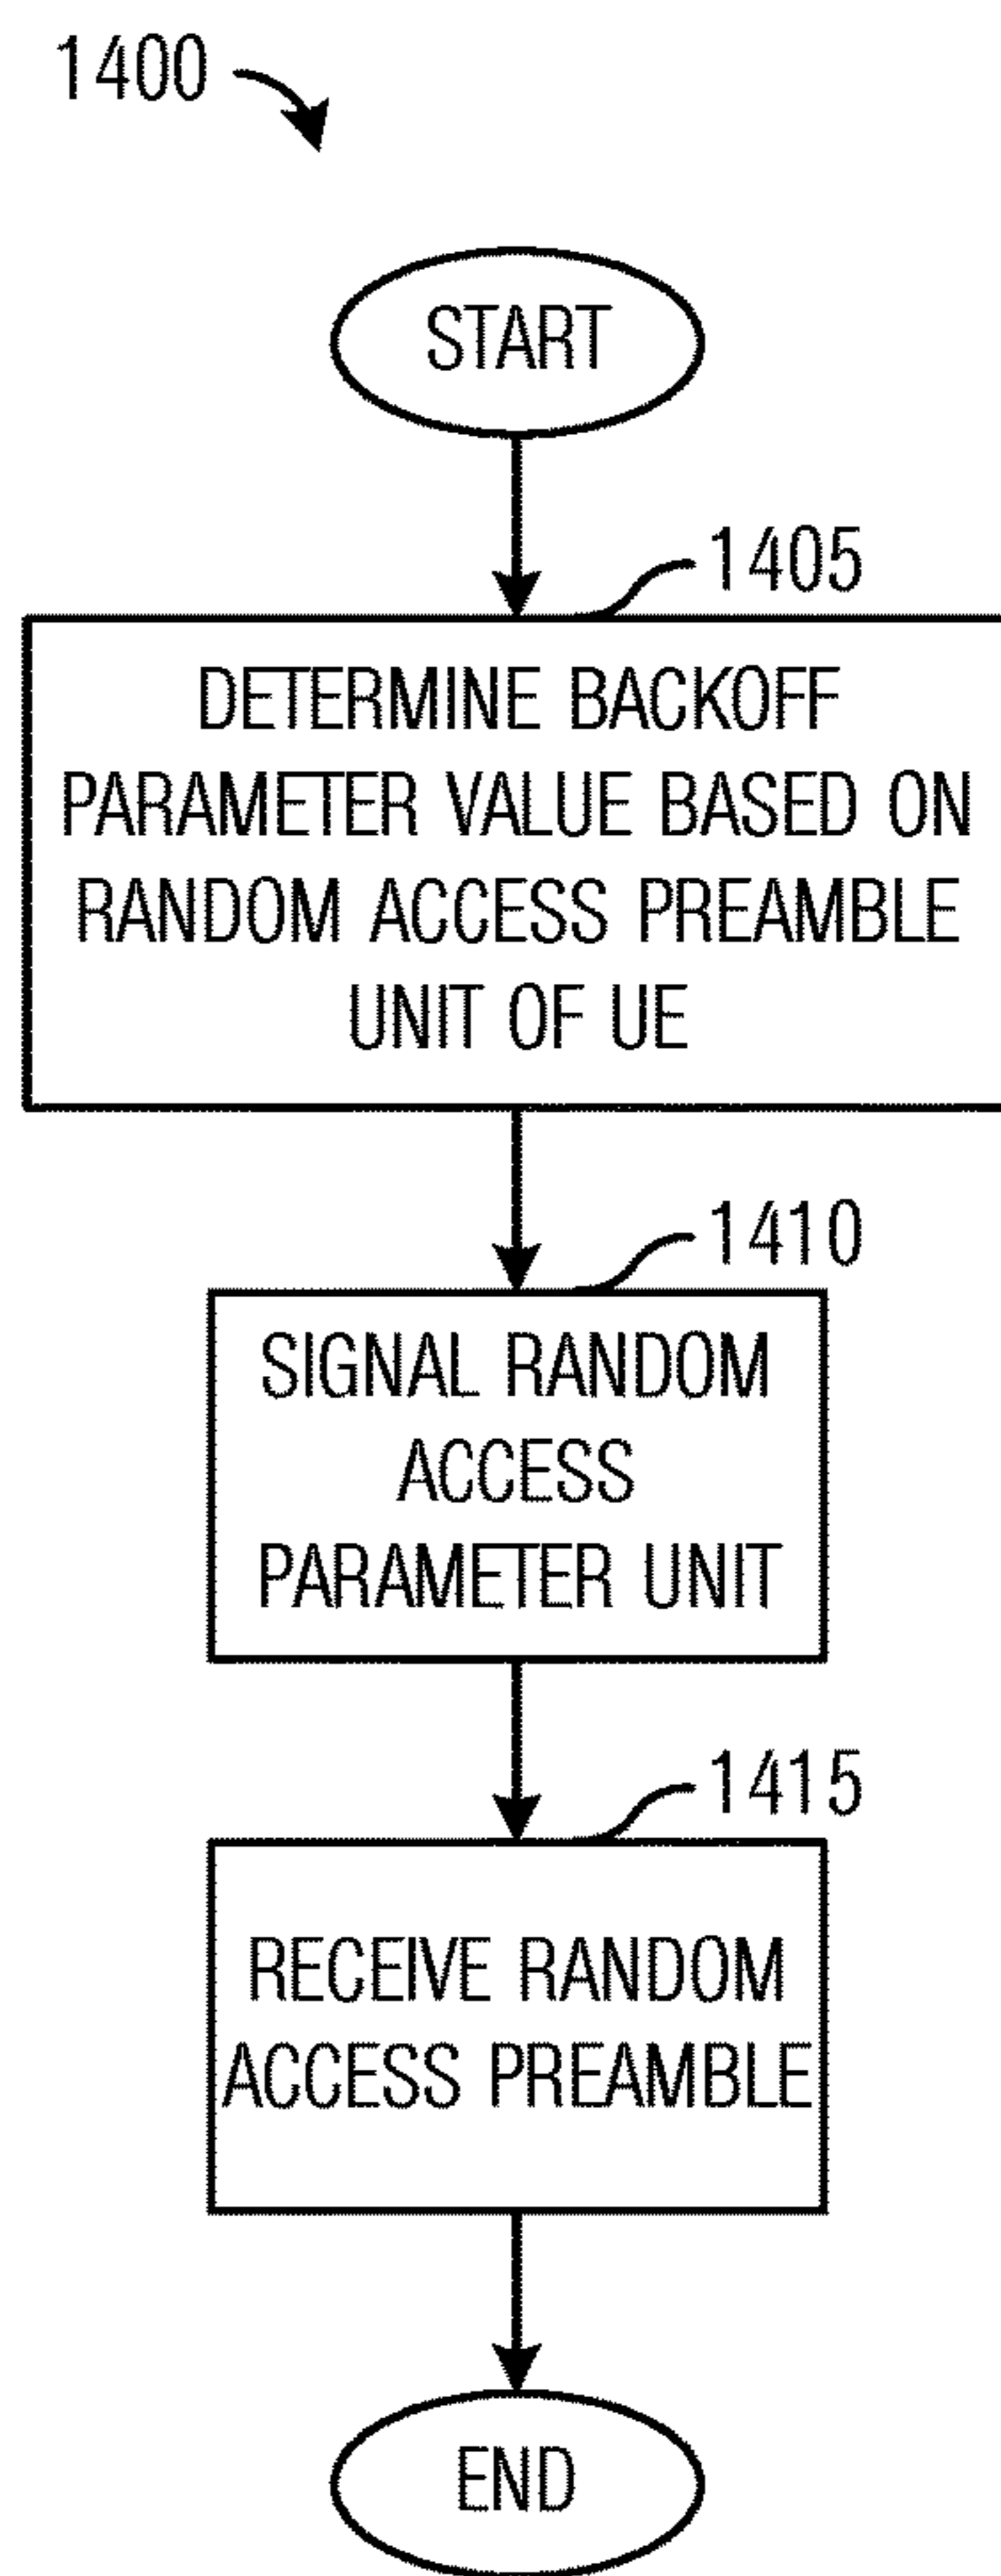 1400
START
1405
DETERMINE BACKOFF
PARAMETER VALUE BASED ON
RANDOM ACCESS PREAMBLE
UNIT OF UE
1410
SIGNAL RANDOM
ACCESS
PARAMETER UNIT
1415
RECEIVE RANDOM
ACCESS PREAMBLE
END